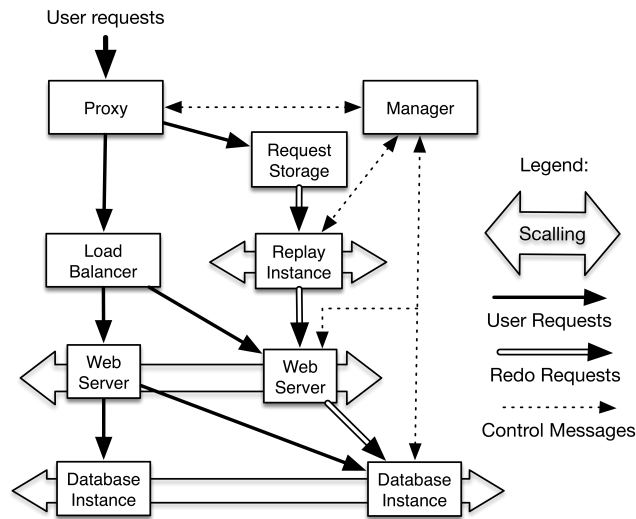 User requests
Proxy
Manager
Request
Storage
Load
Balancer
Replay
Instance
Web
Server
Web
Server
Database
Instance
Database
Instance
Legend:
Scalling
User Requests
Redo Requests
Control Messages